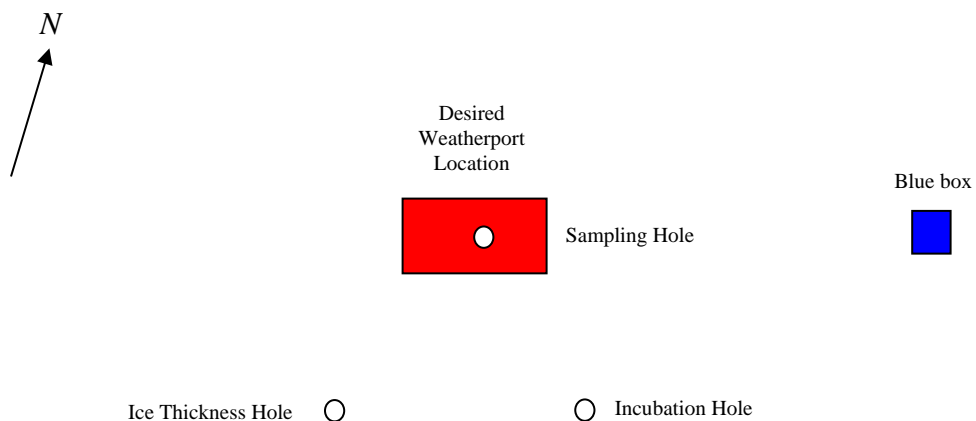 N
Desired
Weatherport
Location
Blue box
Sampling Hole
Ice Thickness Hole
Incubation Hole